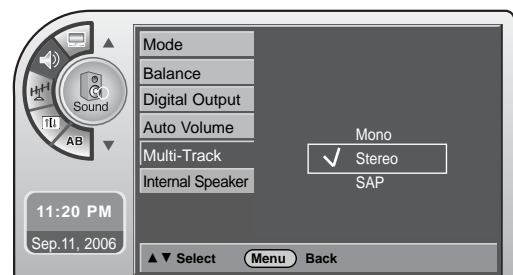 Mode
Balance
Digital Output
Auto Volume
Multi-Track
Internal Speaker
Mono
Stereo
SAP
Sound
AB
11:20 PM
Sep.11, 2006
▲▼ Select Menu Back